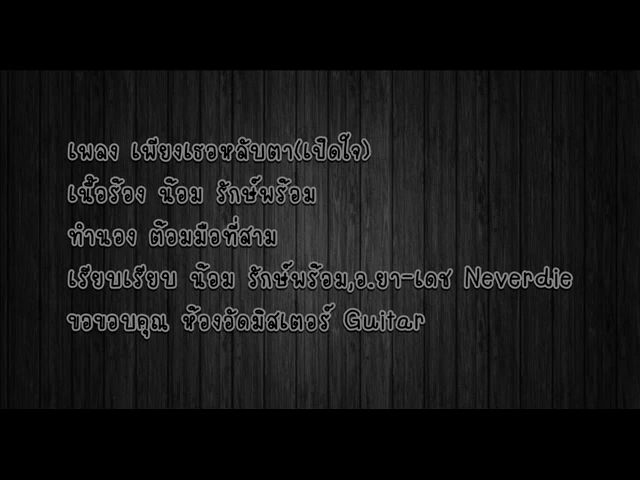 เพลง เพียงเธอหลับตา(เปิดใจ)
เนื้อร้อง น้อม รักษ์พร้อม
ทำนอง ต้อมมือที่สาม
เรียบเรียบ น้อม รักษ์พร้อม,อ.ยา-เดช Neverdie
ขอขอบคุณ ห้องอัดมิสเตอร์ Guitar